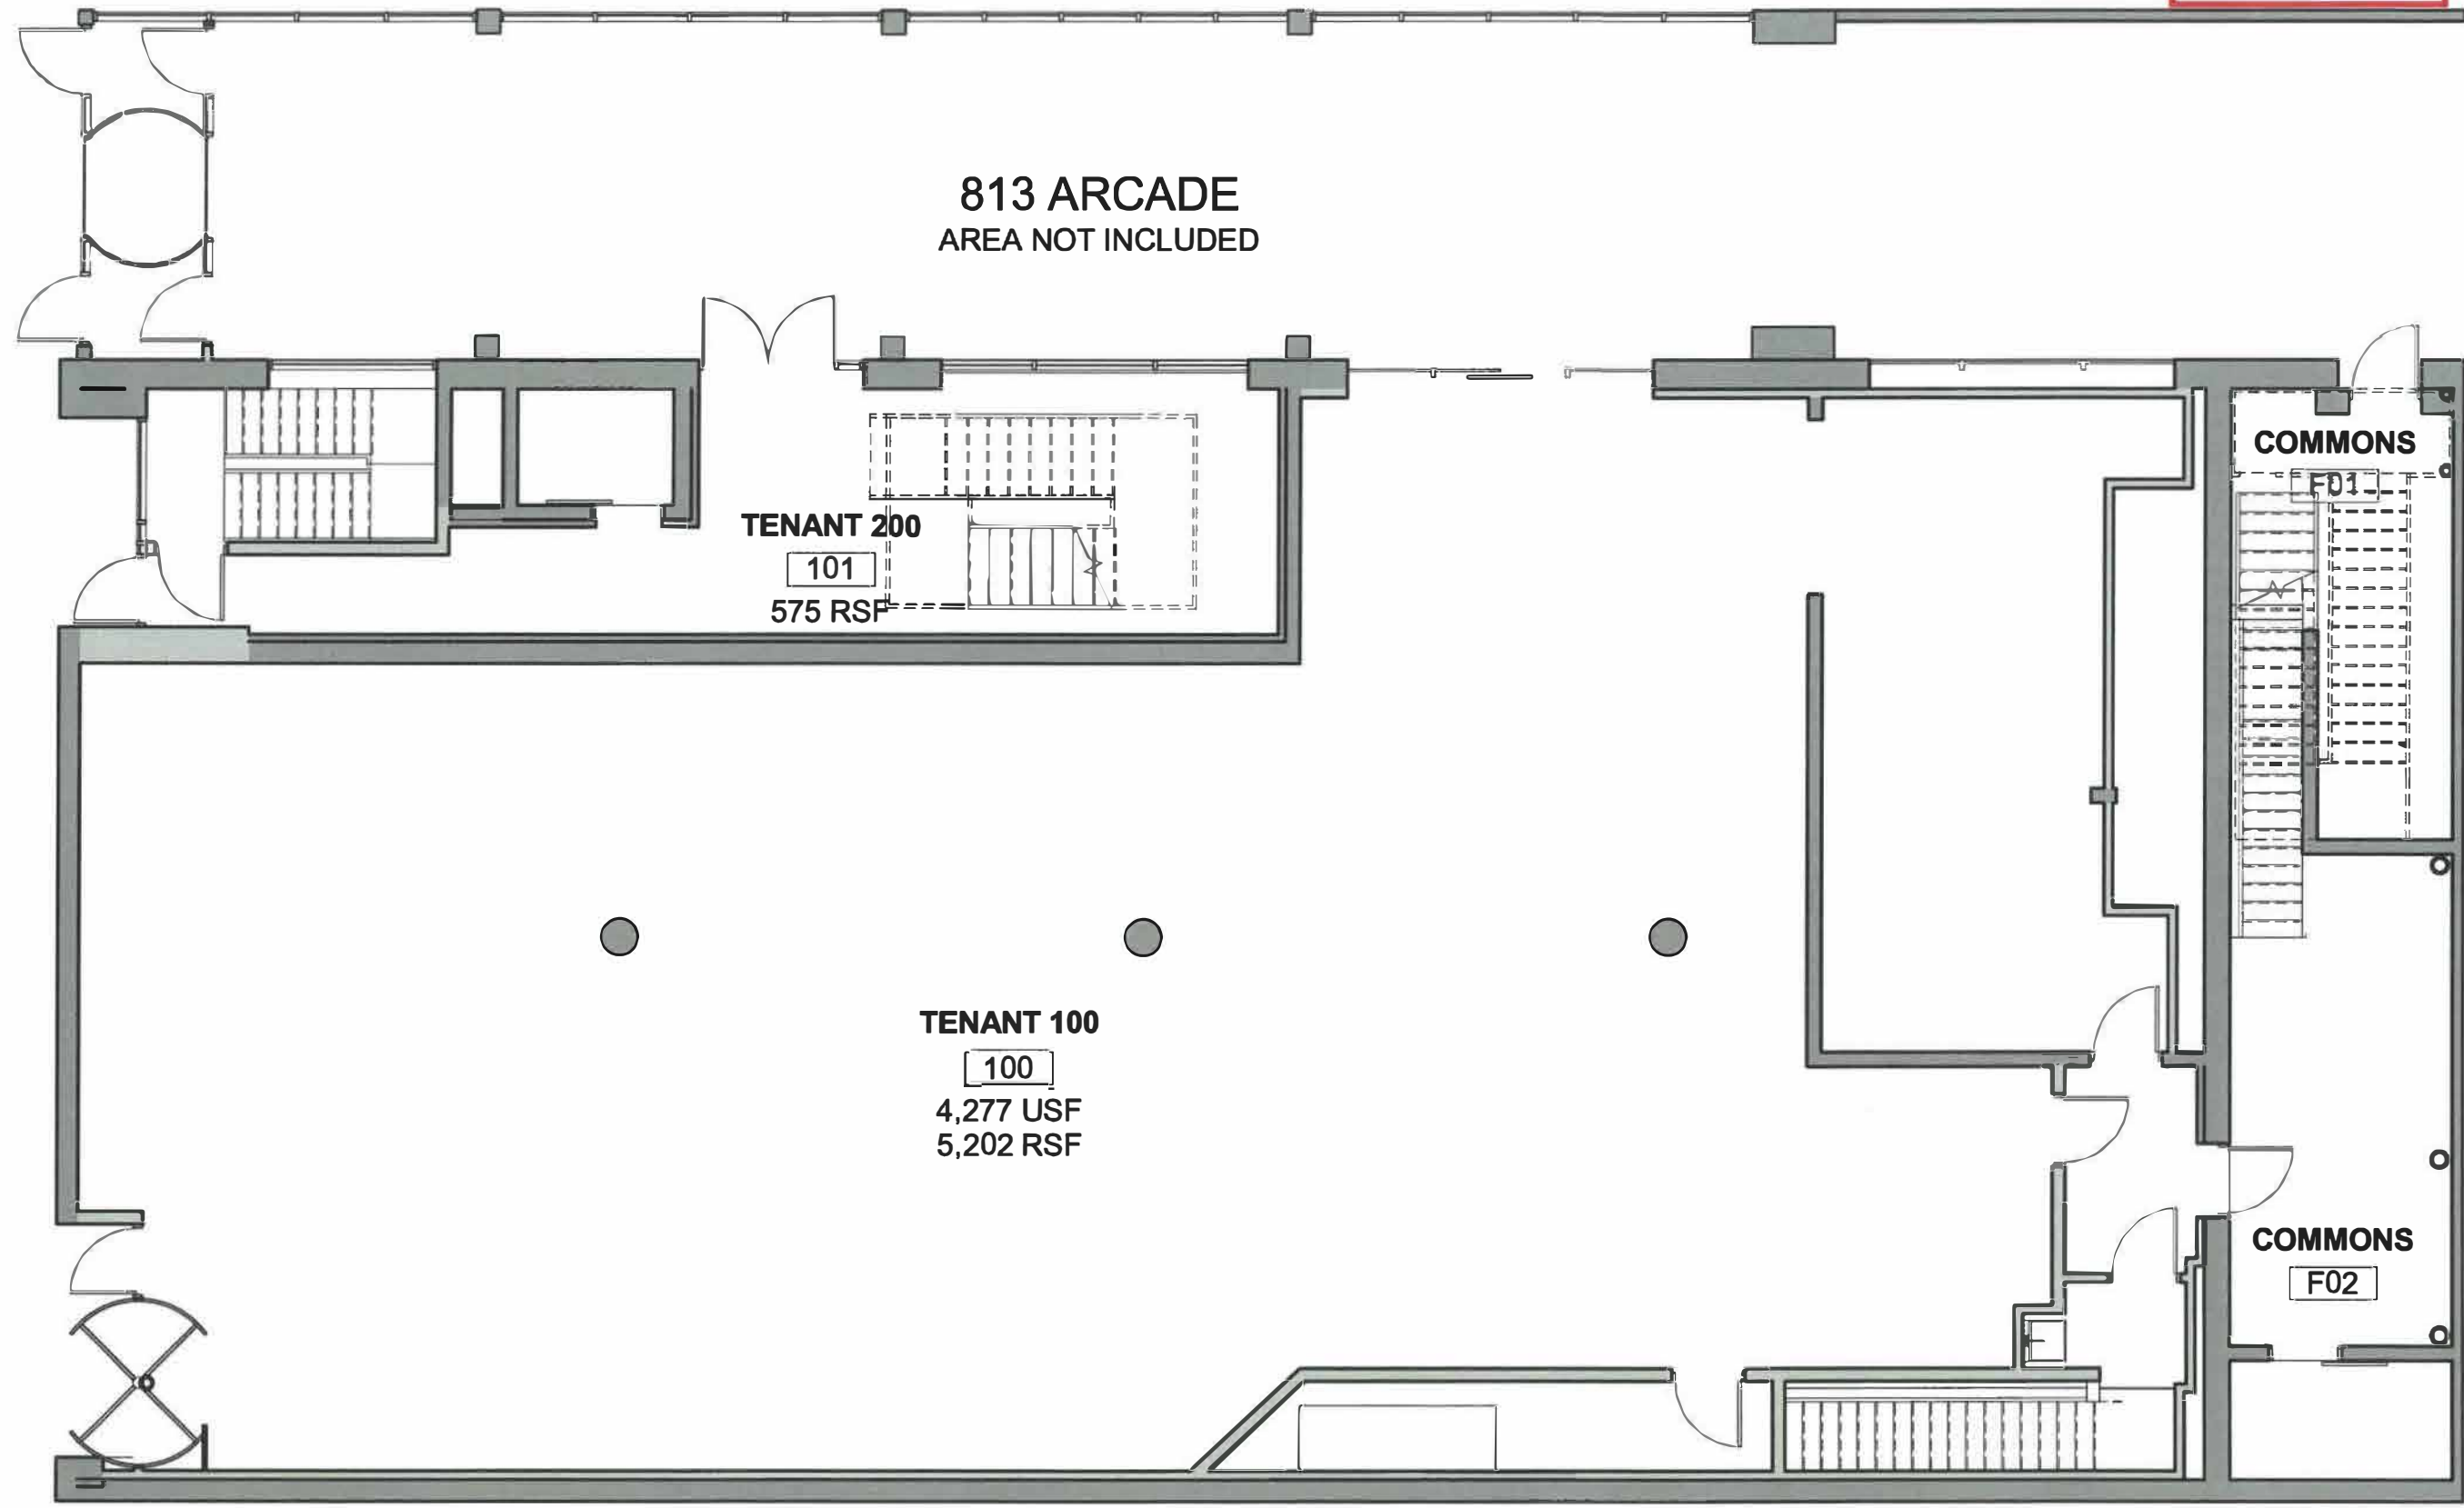 813 ARCADE
AREA NOT INCLUDED
COMMONS
F01
TENANT 200
101
575 RSF
TENANT 100
100
4,277 USF
5,202 RSF
COMMONS
F02